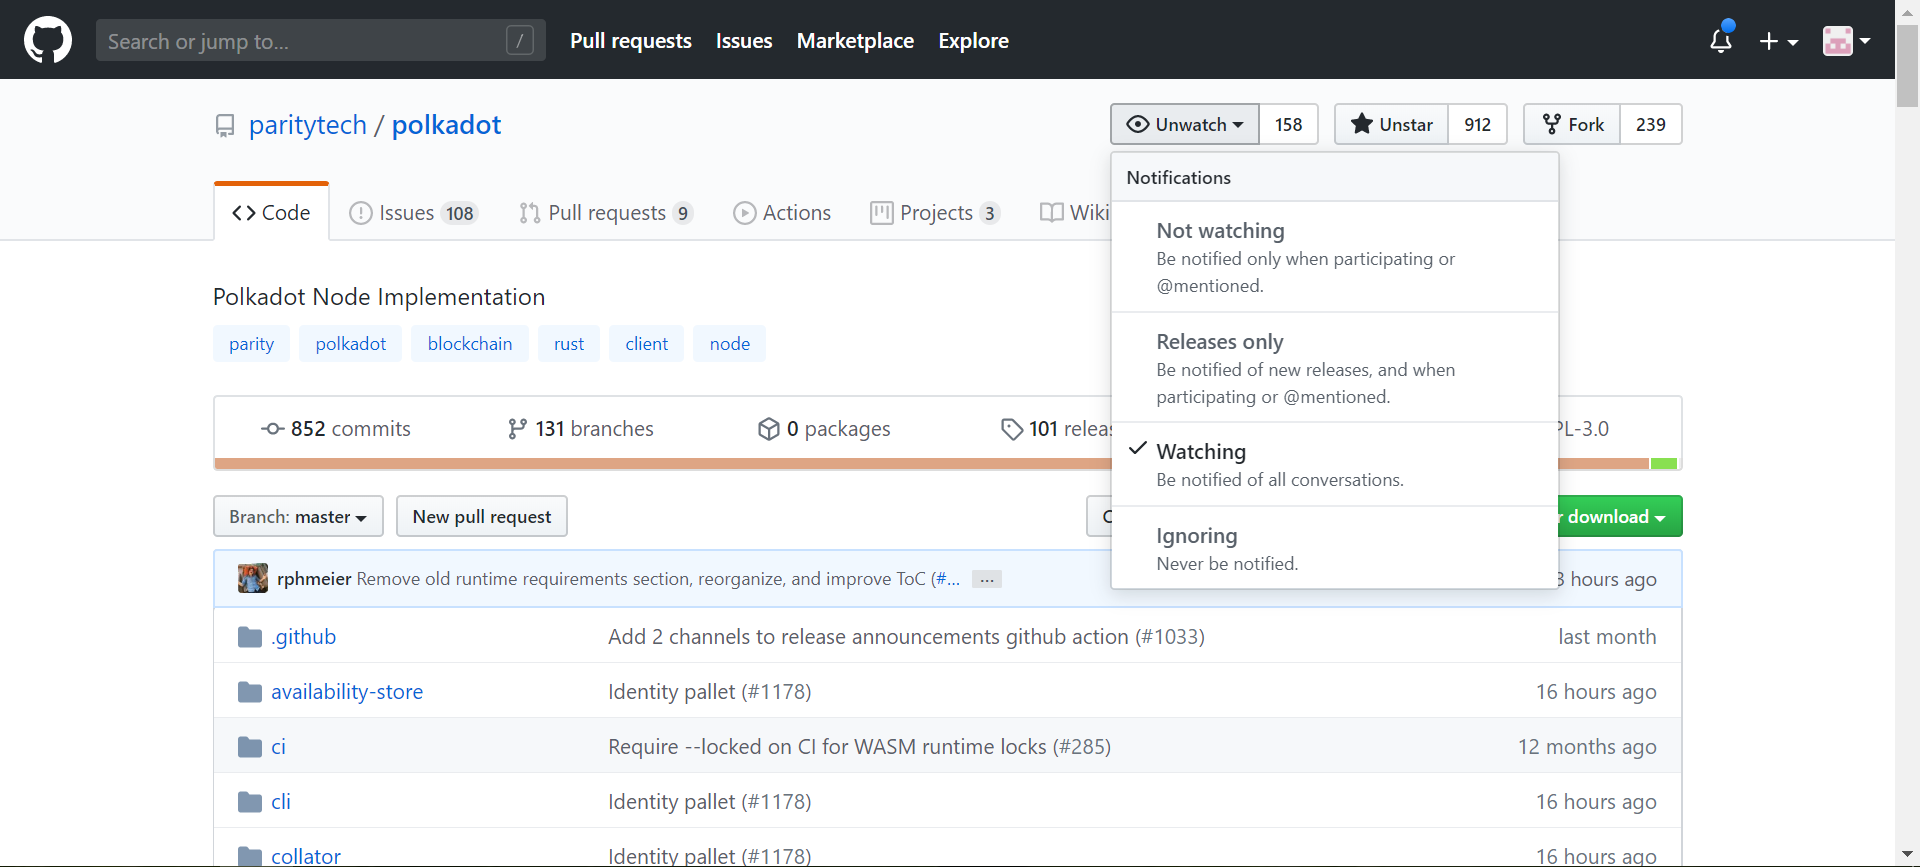 Search or jump to... /
Pull requests Issues Marketplace Explore
paritytech / polkadot
Unwatch 158 Unstar 912 Fork 239
Code Issues 108 Pull requests 9 Actions Projects 3 Wiki
Notifications
Not watching
Be notified only when participating or
@mentioned.
Releases only
Be notified of new releases, and when
participating or @mentioned.
Watching
Be notified of all conversations.
Ignoring
Never be notified.
Polkadot Node Implementation
parity polkadot blockchain rust client node
852 commits 131 branches 0 packages 101 releas PL-3.0
Branch: master New pull request C r download
rphmeier Remove old runtime requirements section, reorganize, and improve ToC (#... ... hours ago
.github Add 2 channels to release announcements github action (#1033) last month
availability-store Identity pallet (#1178) 16 hours ago
ci Require --locked on CI for WASM runtime locks (#285) 12 months ago
cli Identity pallet (#1178) 16 hours ago
collator Identity pallet (#1178) 16 hours ago